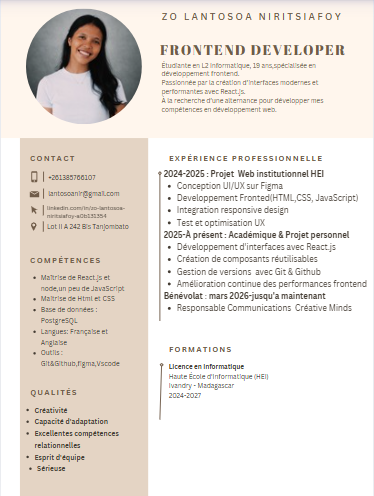 ZO LANTOSOA NIRITSIAFOY
FRONTEND DEVELOPER
Étudiante en L2 informatique, 19 ans,spécialisée en
développement frontend.
Passionnée par la création d'interfaces modernes et
performantes avec React.js.
À la recherche d'une alternance pour développer mes
compétences en développement web.
CONTACT
+261385766107
lantosoanir@gmail.com
linkedin.com/in/zo-lantosoa-
niritsiafoy-a0b131354
Lot II A 242 Bis Tanjombato
COMPÉTENCES
Maîtrise de React.js et
node,un peu de JavaScript
Maîtrise de Html et CSS
Base de données :
PostgreSQL
Langues: Française et
Anglaise
Outils :
Git&Github,figma,Vscode
QUALITÉS
Créativité
Capacité d'adaptation
Excellentes compétences
relationnelles
Esprit d'équipe
Sérieuse
EXPÉRIENCE PROFESSIONNELLE
2024-2025 : Projet Web institutionnel HEI
Conception UI/UX sur Figma
Developpement Fronted(HTML,CSS, JavaScript)
Integration responsive design
Test et optimisation UX
2025-À présent : Académique & Projet personnel
Développement d'interfaces avec React.js
Création de composants réutilisables
Gestion de versions avec Git & Github
Amélioration continue des performances frontend
Bénévolat : mars 2026-jusqu'a maintenant
Responsable Communications Créative Minds
FORMATIONS
Licence en Informatique
Haute École d'Informatique (HEI)
Ivandry - Madagascar
2024-2027